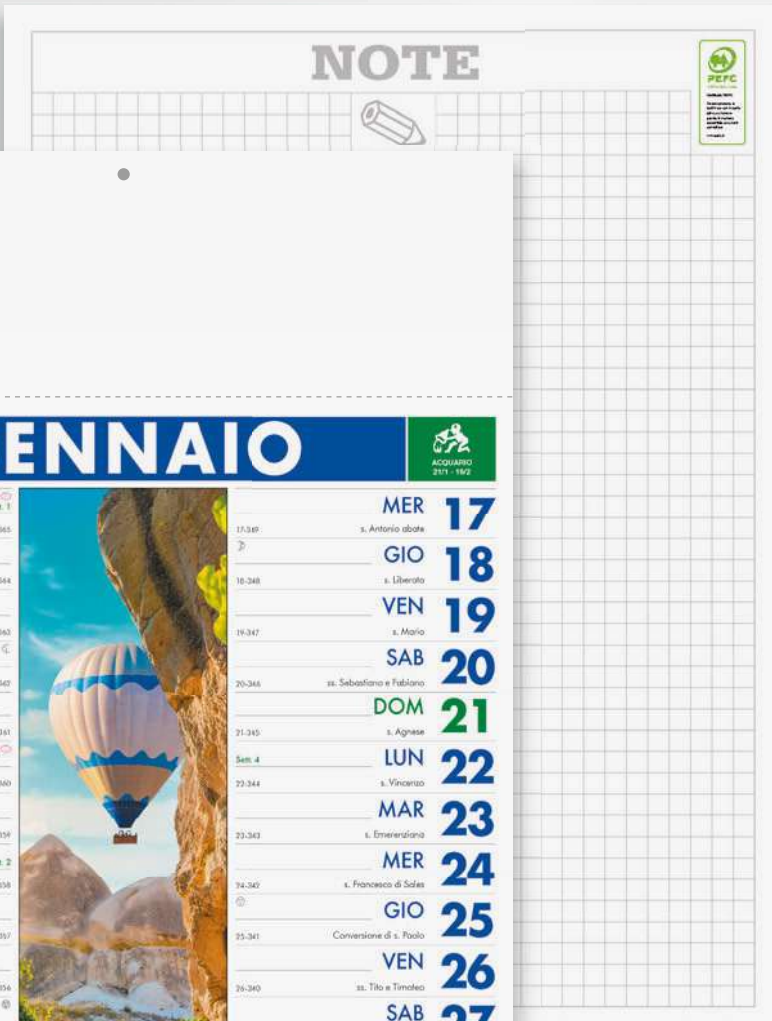 NOTE
PEFC
ENNAIO
ACQUARIO
21/1 - 19/2
MER 17
17-349 s. Antonio abate
GIO 18
18-348 s. Liberata
VEN 19
19-347 s. Mario
SAB 20
20-346 ss. Sebastiano e Fabiano
DOM 21
21-345 s. Agnese
Sett. 4 LUN 22
22-344 s. Vincenzo
MAR 23
23-343 s. Emerenziana
MER 24
24-342 s. Francesco di Sales
GIO 25
25-341 Conversione di s. Paolo
VEN 26
26-340 ss. Tito e Timoteo
SAB 27